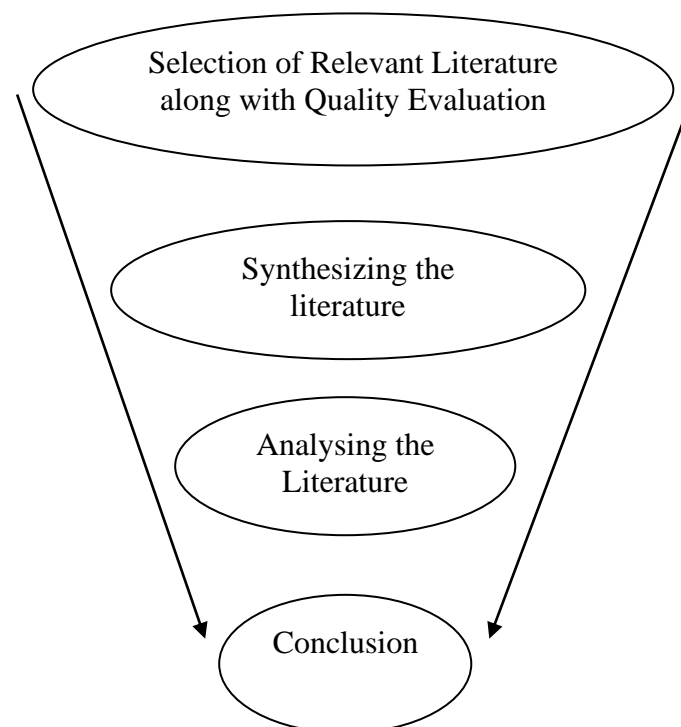 Selection of Relevant Literature
along with Quality Evaluation
Synthesizing the
literature
Analysing the
Literature
Conclusion